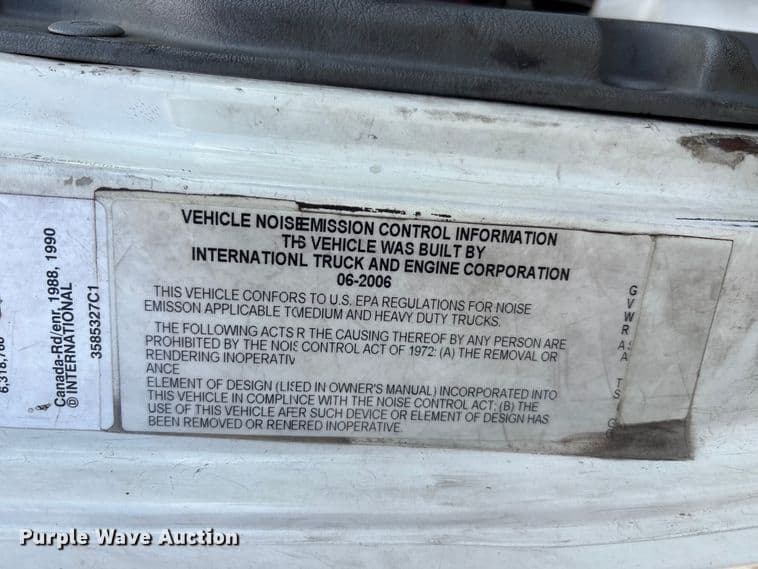 VEHICLE NOISEEMISSION CONTROL INFORMATION
THS VEHICLE WAS BUILT BY
INTERNATIONL TRUCK AND ENGINE CORPORATION
06-2006
THIS VEHICLE CONFORS TO U.S. EPA REGULATIONS FOR NOISE
EMISSON APPLICABLE TOMEDIUM AND HEAVY DUTY TRUCKS.
THE FOLLOWING ACTS R THE CAUSING THEREOF BY ANY PERSON ARE
PROHIBITED BY THE NOIS CONTROL ACT OF 1972: (A) THE REMOVAL OR
RENDERING INOPERATIV
ANCE
ELEMENT OF DESIGN (LISED IN OWNER'S MANUAL) INCORPORATED INTO
THIS VEHICLE IN COMPLINCE WITH THE NOISE CONTROL ACT; (B) THE
USE OF THIS VEHICLE AFER SUCH DEVICE OR ELEMENT OF DESIGN HAS
BEEN REMOVED OR RENERED INOPERATIVE.
GVWR
Canada-Rd/enr. 1988, 1990
© INTERNATIONAL
3585327C1
Purple Wave Auction